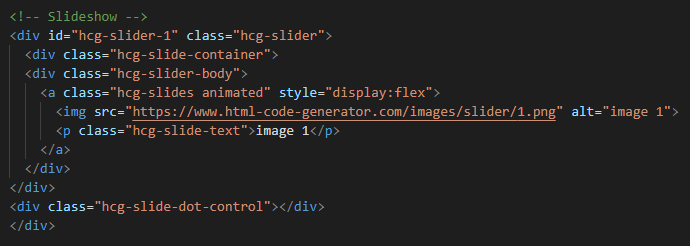 <!-- Slideshow -->
<div id="hcg-slider-1" class="hcg-slider">
  <div class="hcg-slide-container">
  <div class="hcg-slider-body">
    <a class="hcg-slides animated" style="display:flex">
      <img src="https://www.html-code-generator.com/images/slider/1.png" alt="image 1">
      <p class="hcg-slide-text">image 1</p>
    </a>
  </div>
</div>
<div class="hcg-slide-dot-control"></div>
</div>